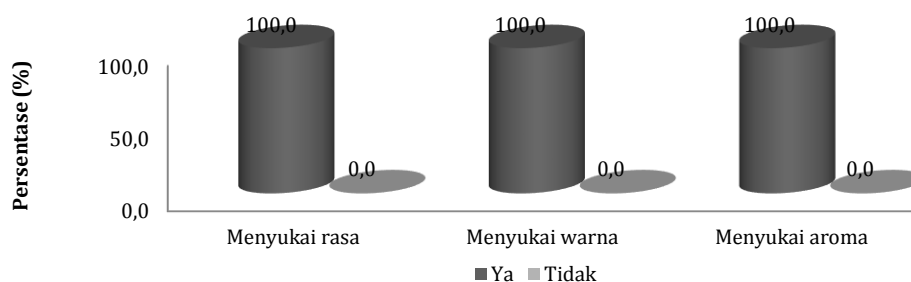 100,0 100,0 100,0
Persentase (%)
100,0
50,0
0,0
0,0 0,0 0,0
Menyukai rasa Menyukai warna Menyukai aroma
Ya Tidak